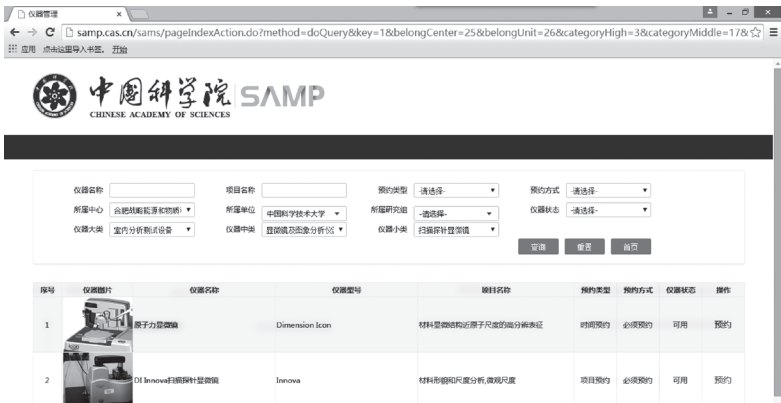 仪器管理
samp.cas.cn/sams/pageIndexAction.do?method=doQuery&key=1&belongCenter=25&belongUnit=26&categoryHigh=3&categoryMiddle=17&
应用 点击这里导入书签。 开始
中国科学院 SAMP
CHINESE ACADEMY OF SCIENCES
仪器名称 项目名称 预约类型 -请选择- 预约方式 -请选择-
所属中心 合肥战略能源和物质 所属单位 中国科学技术大学 所属研究组 -请选择- 仪器状态 -请选择-
仪器大类 室内分析测试设备 仪器中类 显微镜及图象分析仪 仪器小类 扫描探针显微镜
查询 重置 首页
序号 仪器图片 仪器名称 仪器型号 项目名称 预约类型 预约方式 仪器状态 操作
1 原子力显微镜 Dimension Icon 材料显微结构近原子尺度的高分辨表征 时间预约 必须预约 可用 预约
2 DI Innova扫描探针显微镜 Innova 材料形貌和尺度分析,微观尺度 项目预约 必须预约 可用 预约